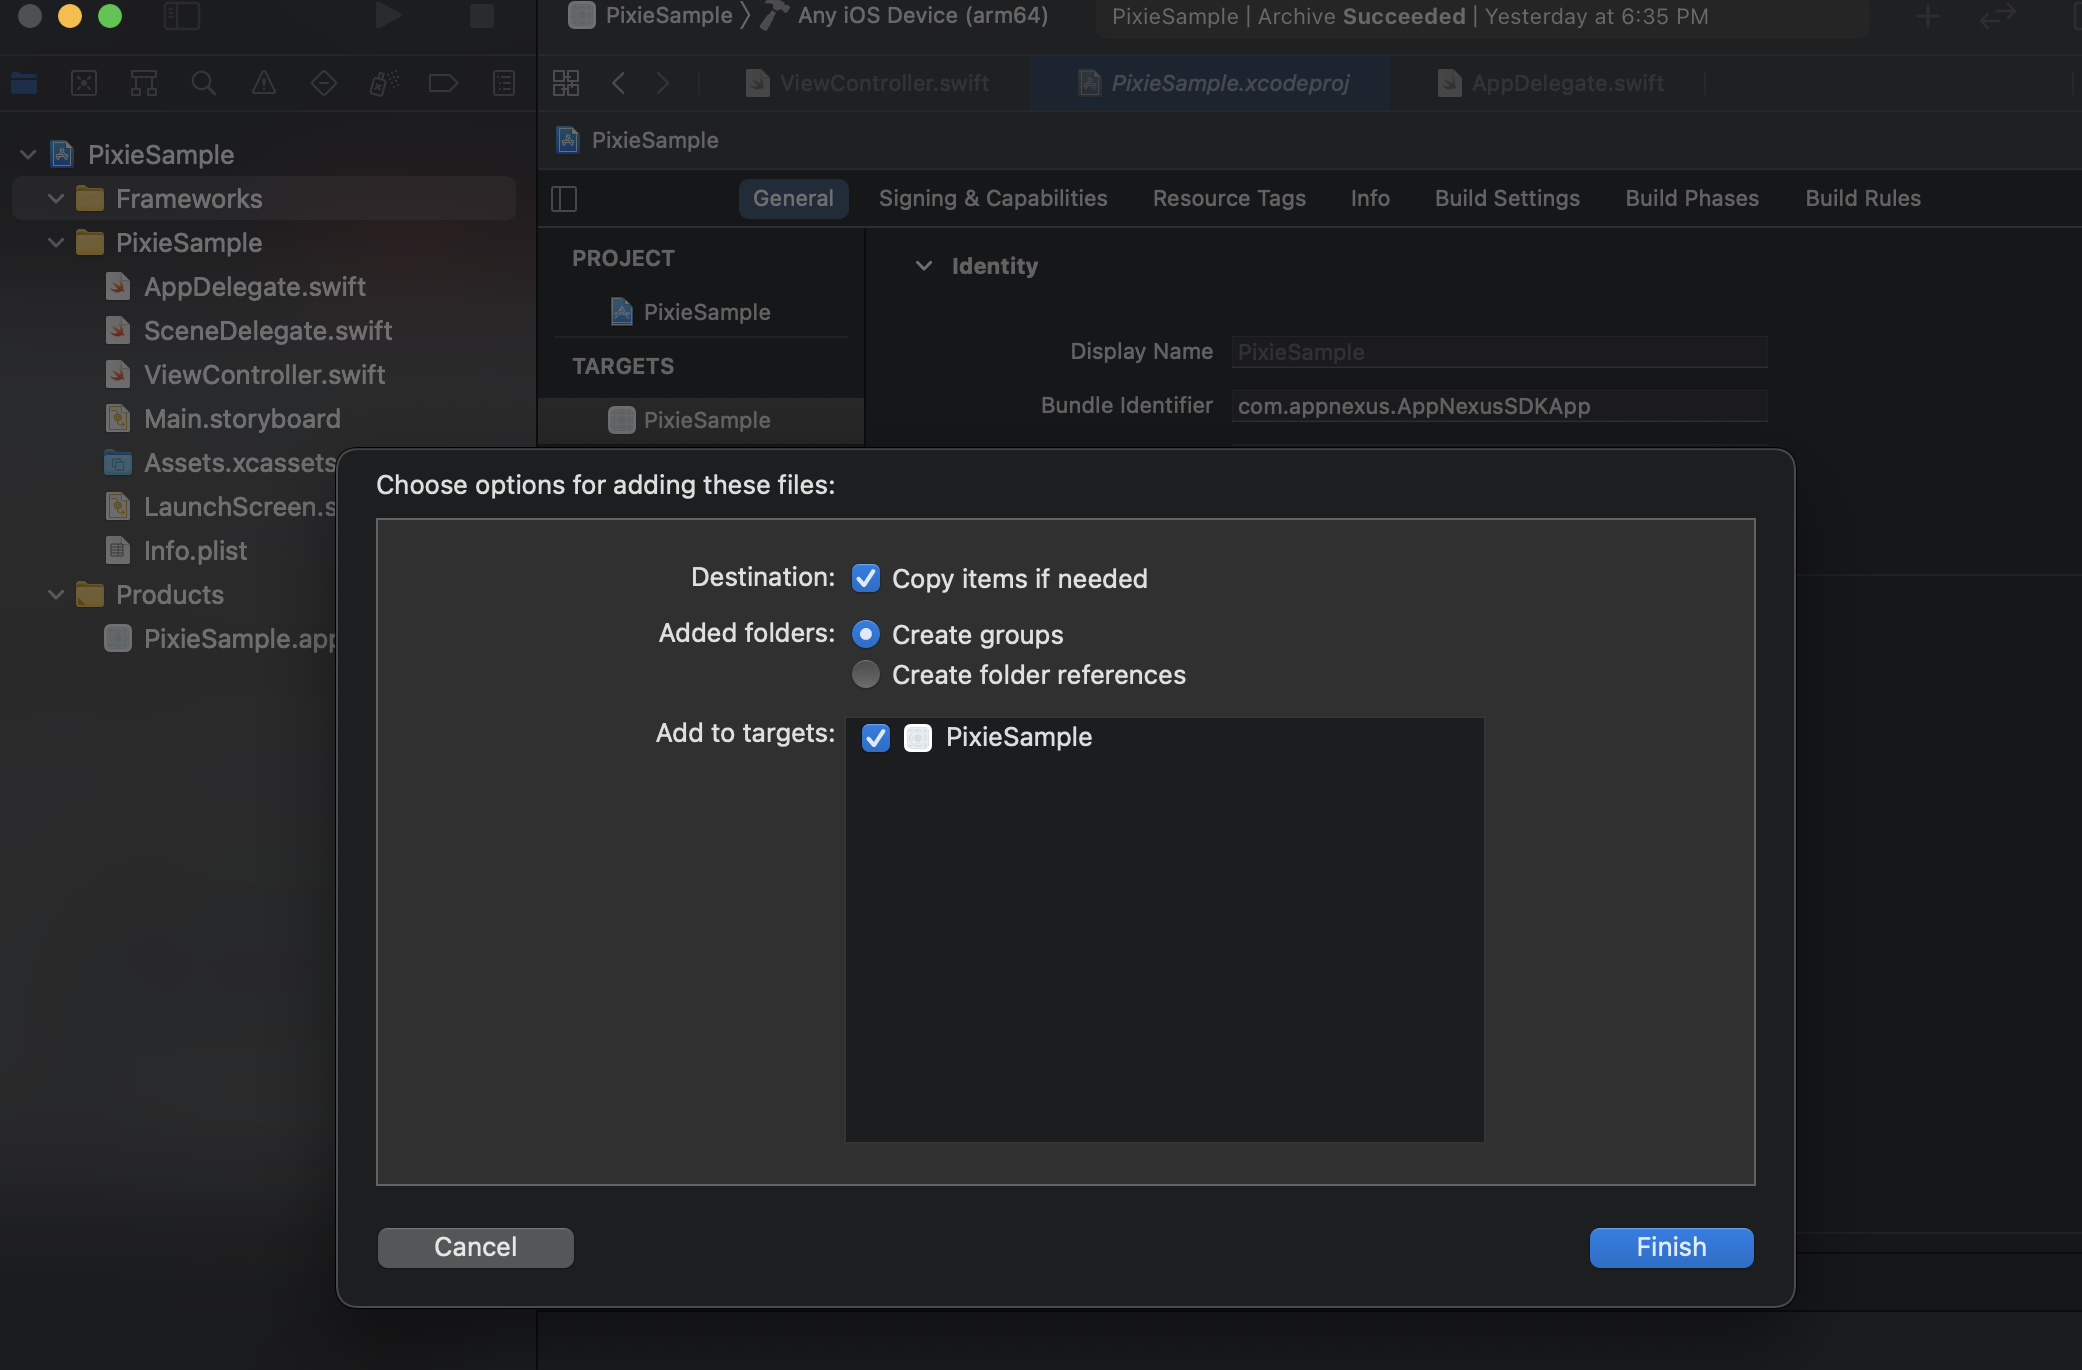 PixieSample 〉 Any iOS Device (arm64)
PixieSample | Archive Succeeded | Yesterday at 6:35 PM
ViewController.swift
PixieSample.xcodeproj
AppDelegate.swift
PixieSample
Frameworks
PixieSample
AppDelegate.swift
SceneDelegate.swift
ViewController.swift
Main.storyboard
Assets.xcassets
LaunchScreen.s
Info.plist
Products
PixieSample.app
PixieSample
General Signing & Capabilities Resource Tags Info Build Settings Build Phases Build Rules
PROJECT
PixieSample
TARGETS
PixieSample
Identity
Display Name PixieSample
Bundle Identifier com.appnexus.AppNexusSDKApp
Choose options for adding these files:
Destination: Copy items if needed
Added folders: Create groups
Create folder references
Add to targets: PixieSample
Cancel
Finish